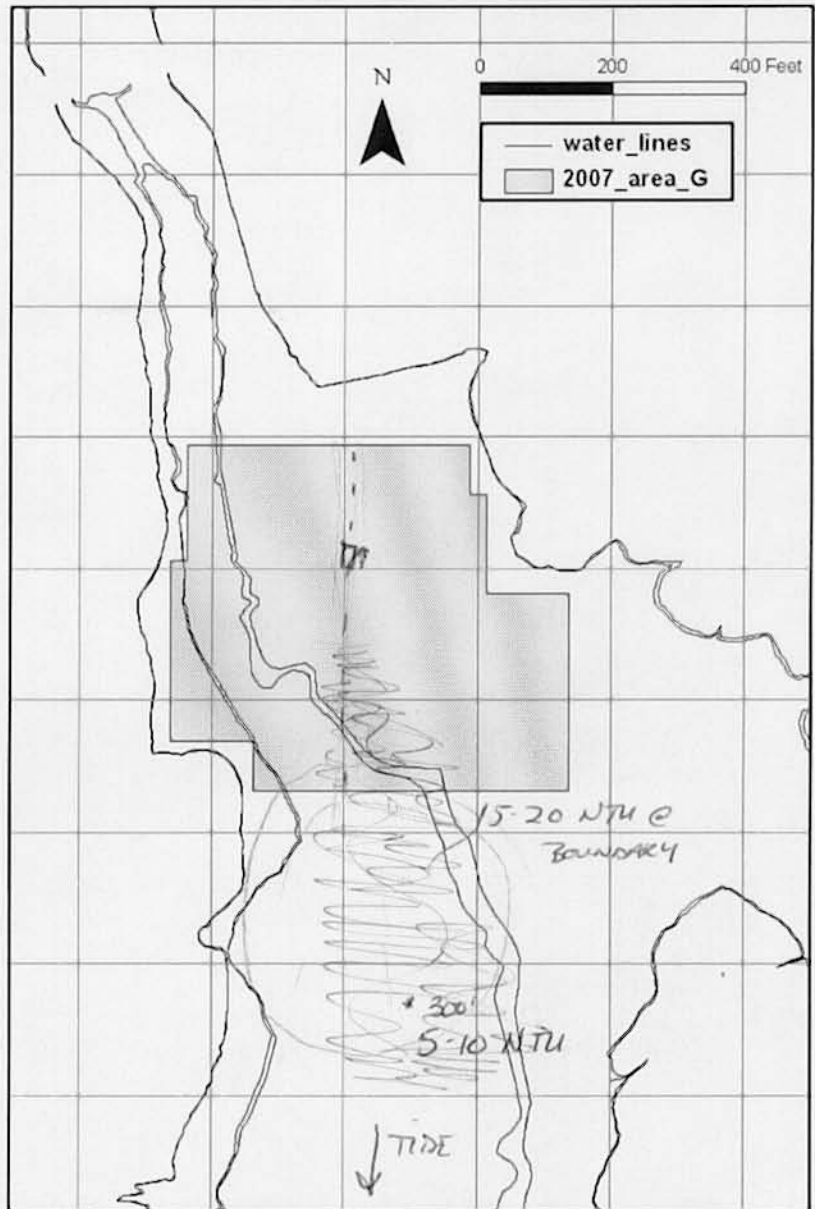 N
0 200 400 Feet
water_lines
2007_area_G
15-20 NTU @
BOUNDARY
* 300'
5-10 NTU
TIDE